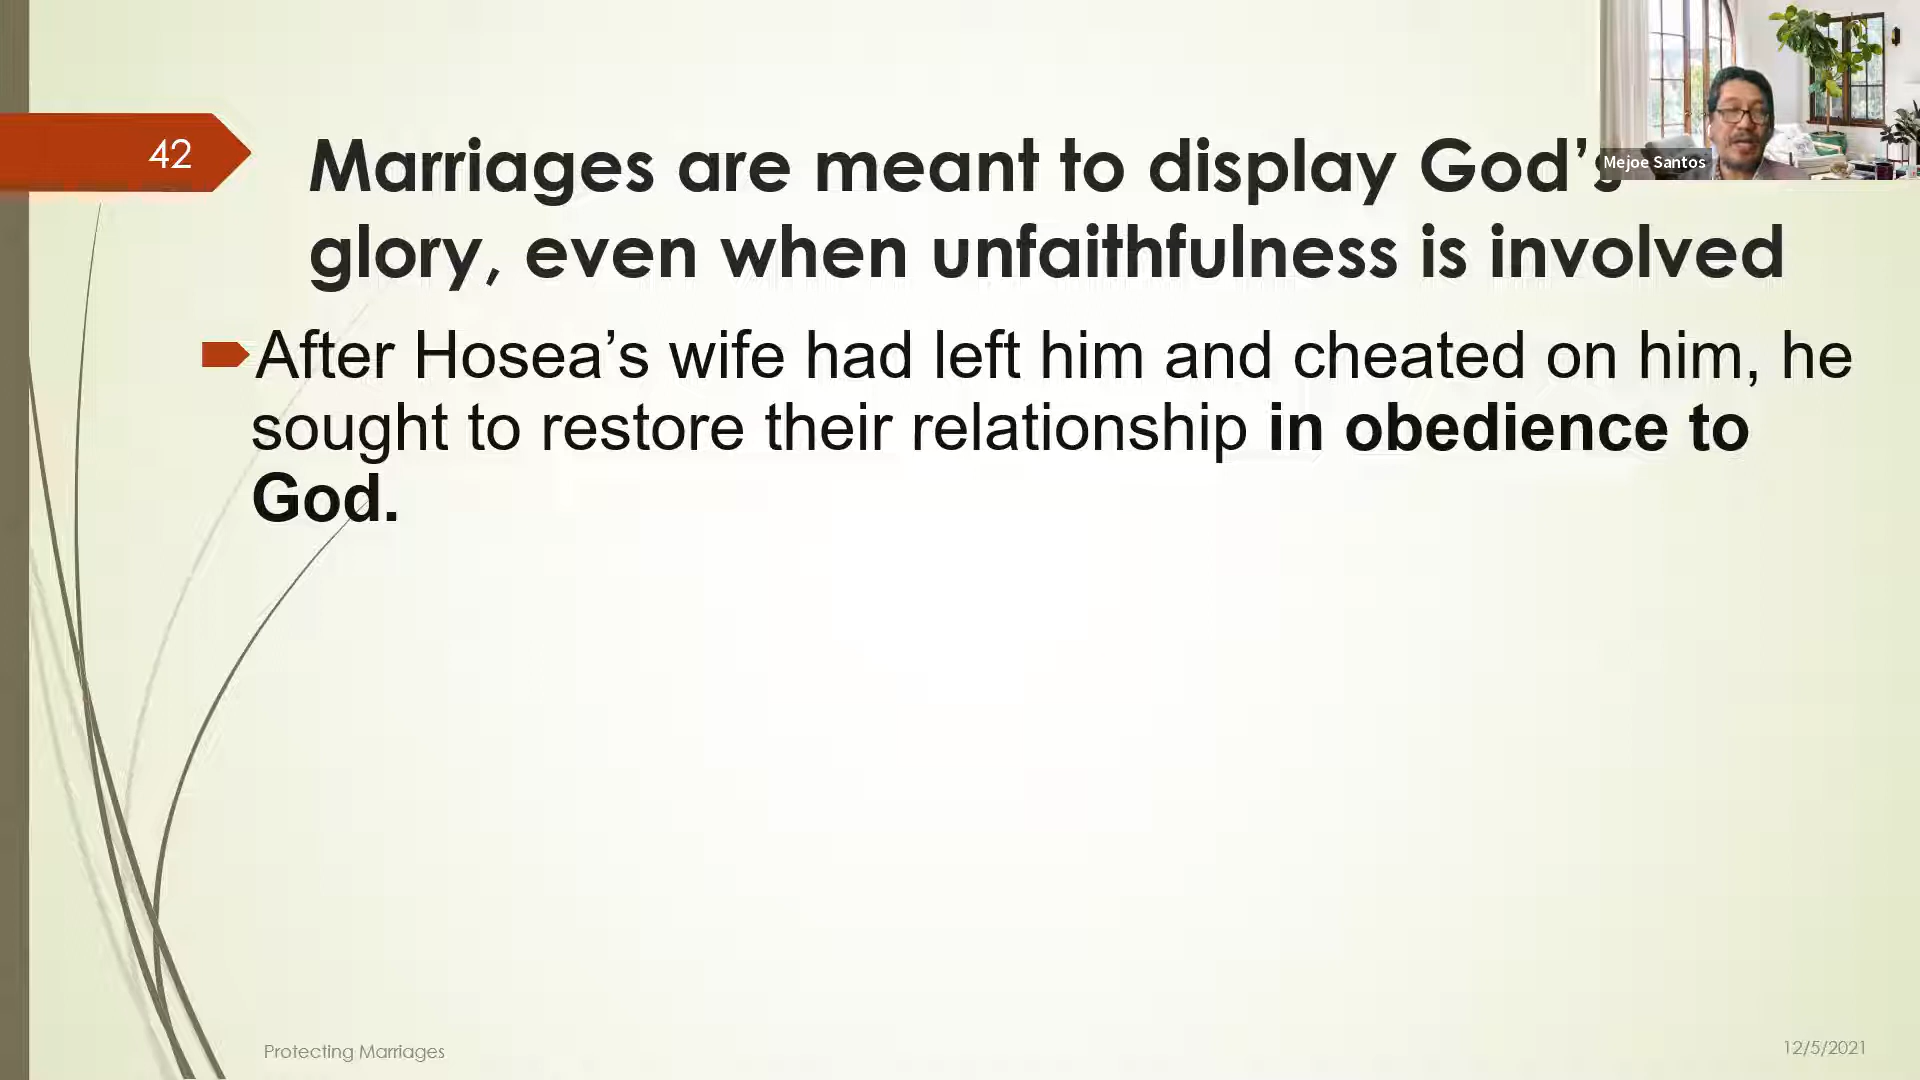 42
Marriages are meant to display God’s
glory, even when unfaithfulness is involved
After Hosea’s wife had left him and cheated on him, he
sought to restore their relationship in obedience to
God.
Mejoe Santos
Protecting Marriages
12/5/2021